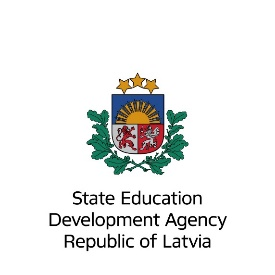 State Education
Development Agency
Republic of Latvia